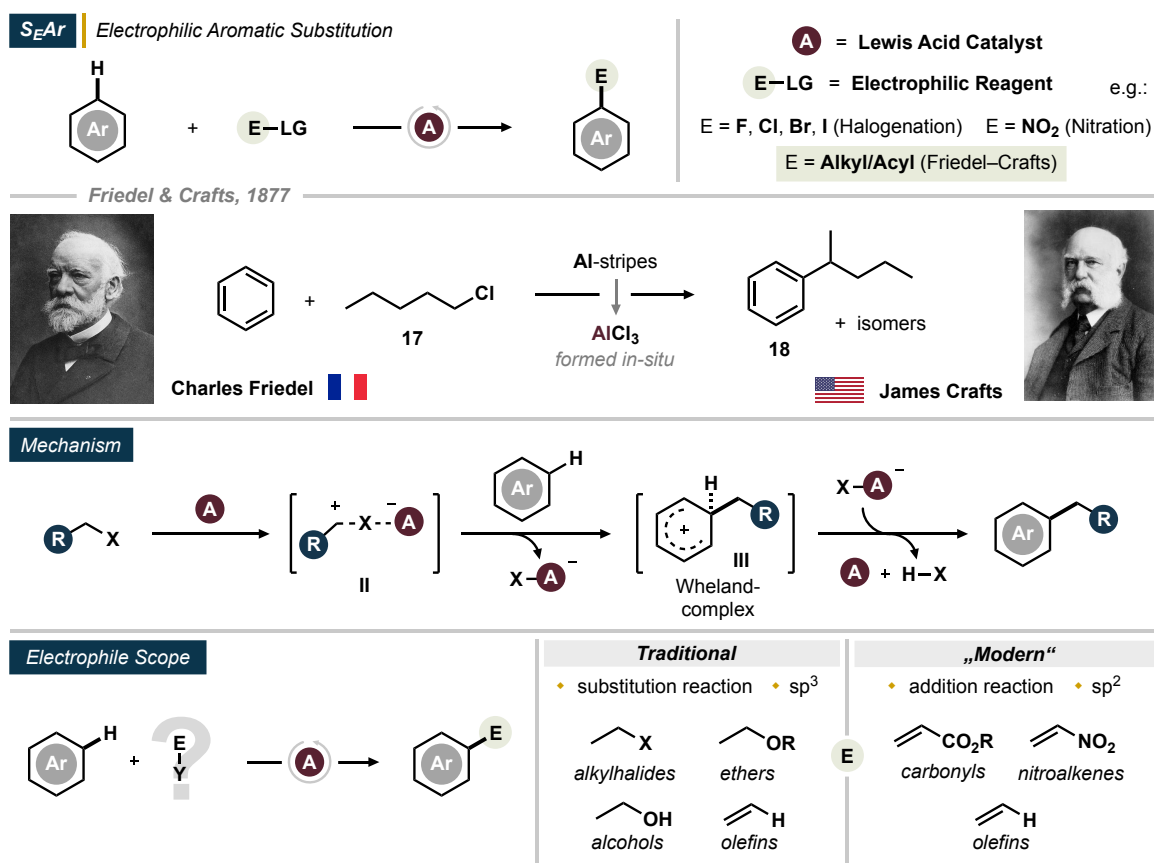 SEAr Electrophilic Aromatic Substitution
H
Ar
+
E–LG
A
E
Ar
A = Lewis Acid Catalyst
E–LG = Electrophilic Reagent e.g.:
E = F, Cl, Br, I (Halogenation) E = NO2 (Nitration)
E = Alkyl/Acyl (Friedel–Crafts)
Friedel & Crafts, 1877
+
Cl
17
Al-stripes
AlCl3
formed in-situ
18
+ isomers
Charles Friedel
James Crafts
Mechanism
R X
A
R + X − A
II
Ar H
X–A −
H
+ R
III
Wheland-
complex
X–A −
A + H–X
Ar R
Electrophile Scope
Ar H
+
?
E
Y
A
Ar E
Traditional
substitution reaction sp3
X
alkylhalides
OR
ethers
OH
alcohols
H
olefins
E
„Modern“
addition reaction sp2
CO2R
carbonyls
NO2
nitroalkenes
H
olefins